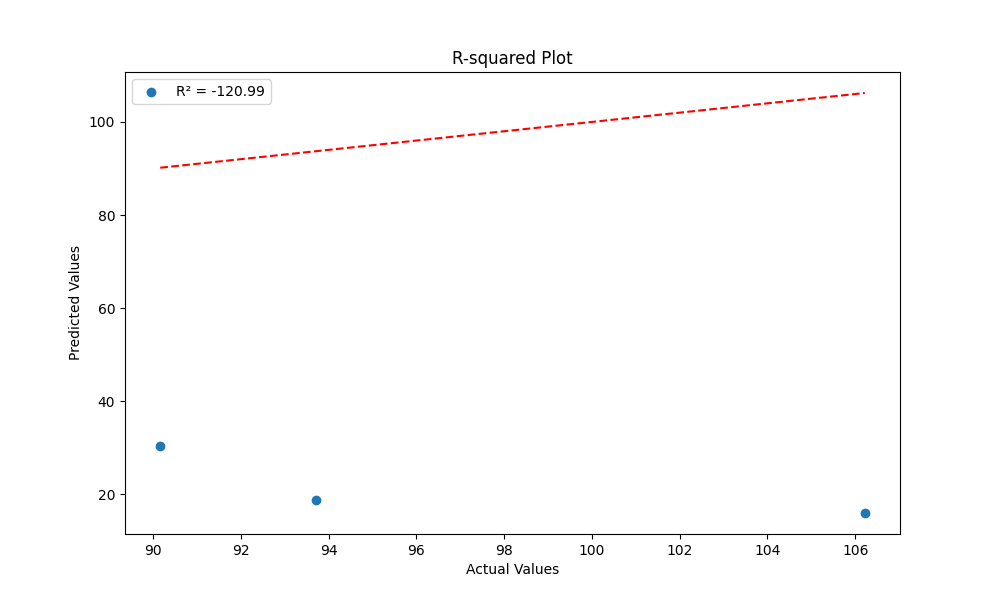 R-squared Plot
R² = -120.99
100
80
60
40
20
Predicted Values
90 92 94 96 98 100 102 104 106
Actual Values